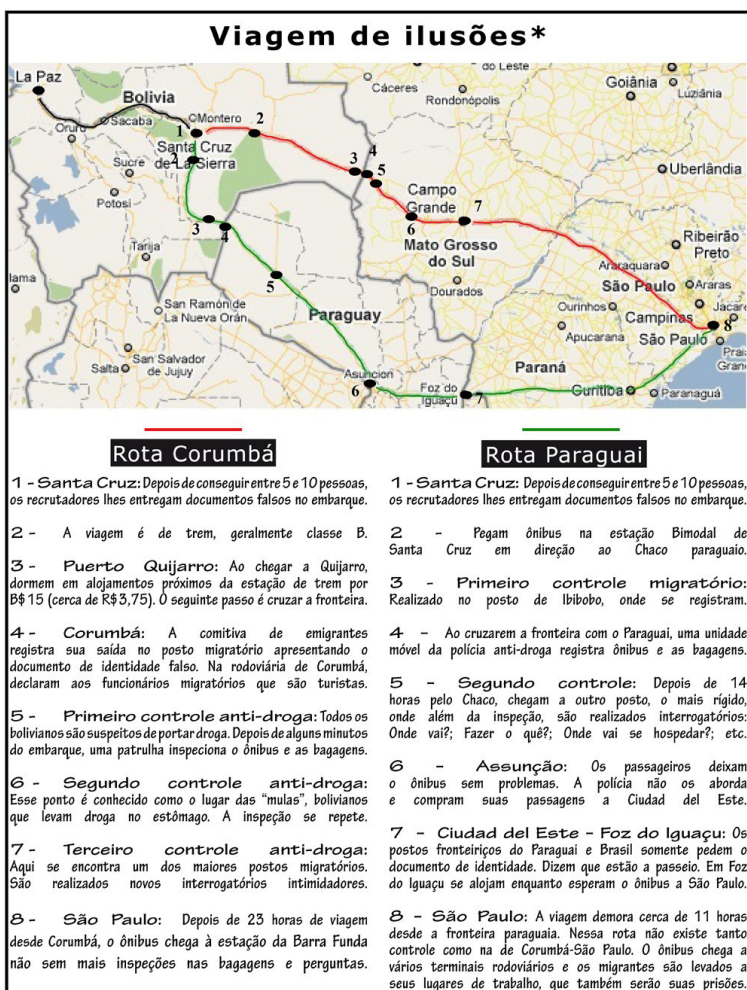 Viagem de ilusões*
La Paz
Bolivia
Oruro
Sacaba
Montero
1
2
Santa Cruz
de La Sierra
2
Sucre
Potosi
Tarija
3
4
3
4
5
Cáceres
Rondonópolis
do Leste
Goiânia
Luziânia
Uberlândia
Campo
Grande
6
7
Mato Grosso
do Sul
Dourados
Ribeirão
Preto
Araraquara
São Paulo
Araras
Ourinhos
Campinas
Jacare
São Paulo
8
Prai
Gran
Apucarana
Paraná
Curitiba
Paranaguá
lama
San Ramón de
La Nueva Orán
Salta
San Salvador
de Jujuy
5
Paraguay
Asuncion
6
Foz do
Iguaçu
7
Rota Corumbá
1 - Santa Cruz: Depois de conseguir entre 5 e 10 pessoas,
os recrutadores lhes entregam documentos falsos no embarque.
2 - A viagem é de trem, geralmente classe B.
3 - Puerto Quijarro: Ao chegar a Quijarro,
dormem em alojamentos próximos da estação de trem por
B$ 15 (cerca de R$ 3,75). O seguinte passo é cruzar a fronteira.
4 - Corumbá: A comitiva de emigrantes
registra sua saída no posto migratório apresentando o
documento de identidade falso. Na rodoviária de Corumbá,
declaram aos funcionários migratórios que são turistas.
5 - Primeiro controle anti-droga: Todos os
bolivianos são suspeitos de portar droga. Depois de alguns minutos
do embarque, uma patrulha inspeciona o ônibus e as bagagens.
6 - Segundo controle anti-droga:
Esse ponto é conhecido como o lugar das "mulas", bolivianos
que levam droga no estômago. A inspeção se repete.
7 - Terceiro controle anti-droga:
Aqui se encontra um dos maiores postos migratórios.
São realizados novos interrogatórios intimidadores.
8 - São Paulo: Depois de 23 horas de viagem
desde Corumbá, o ônibus chega à estação da Barra Funda
não sem mais inspeções nas bagagens e perguntas.
Rota Paraguai
1 - Santa Cruz: Depois de conseguir entre 5 e 10 pessoas,
os recrutadores lhes entregam documentos falsos no embarque.
2 - Pegam ônibus na estação Bimodal de
Santa Cruz em direção ao Chaco paraguaio.
3 - Primeiro controle migratório:
Realizado no posto de Ibibobo, onde se registram.
4 - Ao cruzarem a fronteira com o Paraguai, uma unidade
móvel da polícia anti-droga registra ônibus e as bagagens.
5 - Segundo controle: Depois de 14
horas pelo Chaco, chegam a outro posto, o mais rígido,
onde além da inspeção, são realizados interrogatórios:
Onde vai?; Fazer o quê?; Onde vai se hospedar?; etc.
6 - Assunção: Os passageiros deixam
o ônibus sem problemas. A polícia não os aborda
e compram suas passagens a Ciudad del Este.
7 - Ciudad del Este - Foz do Iguaçu: Os
postos fronteiriços do Paraguai e Brasil somente pedem o
documento de identidade. Dizem que estão a passeio. Em Foz
do Iguaçu se alojam enquanto esperam o ônibus a São Paulo.
8 - São Paulo: A viagem demora cerca de 11 horas
desde a fronteira paraguaia. Nessa rota não existe tanto
controle como na de Corumbá-São Paulo. O ônibus chega a
vários terminais rodoviários e os migrantes são levados a
seus lugares de trabalho, que também serão suas prisões.